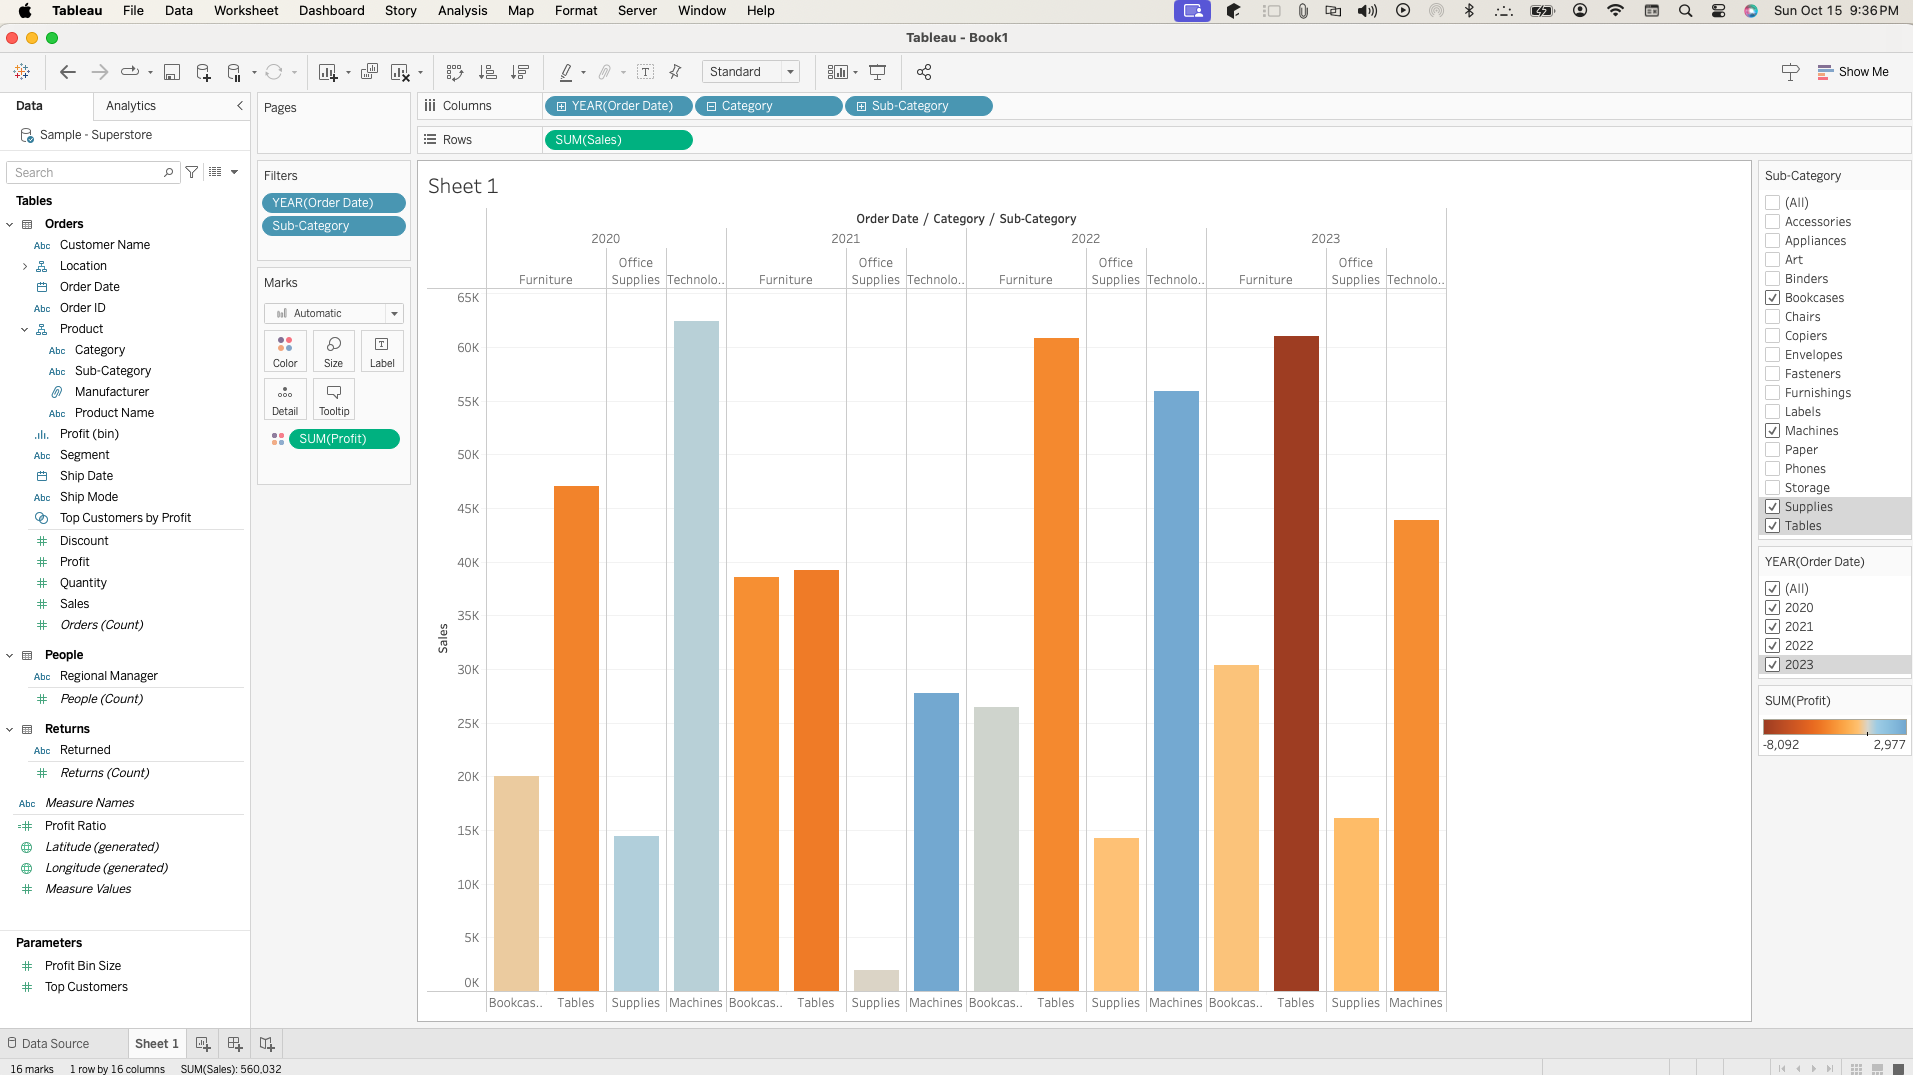 Tableau File Data Worksheet Dashboard Story Analysis Map Format Server Window Help Sun Oct 15 9:36 PM
Tableau - Book1
Standard Show Me
Data Analytics
Sample - Superstore
Search
Tables
Orders
Abc Customer Name
Location
Order Date
Abc Order ID
Product
Abc Category
Abc Sub-Category
Manufacturer
Abc Product Name
Profit (bin)
Abc Segment
Ship Date
Abc Ship Mode
Top Customers by Profit
# Discount
# Profit
# Quantity
# Sales
# Orders (Count)
People
Abc Regional Manager
# People (Count)
Returns
Abc Returned
# Returns (Count)
Abc Measure Names
=# Profit Ratio
Latitude (generated)
Longitude (generated)
# Measure Values
Parameters
# Profit Bin Size
# Top Customers
Pages
Filters
YEAR(Order Date)
Sub-Category
Marks
Automatic
Color Size Label
Detail Tooltip
SUM(Profit)
Columns YEAR(Order Date) Category Sub-Category
Rows SUM(Sales)
Sheet 1
Order Date / Category / Sub-Category
2020 2021 2022 2023
Furniture Office Supplies Technolo.. Furniture Office Supplies Technolo.. Furniture Office Supplies Technolo.. Furniture Office Supplies Technolo..
65K
60K
55K
50K
45K
40K
35K
30K
25K
20K
15K
10K
5K
0K
Sales
Bookcas.. Tables Supplies Machines Bookcas.. Tables Supplies Machines Bookcas.. Tables Supplies Machines Bookcas.. Tables Supplies Machines
Sub-Category
(All)
Accessories
Appliances
Art
Binders
Bookcases
Chairs
Copiers
Envelopes
Fasteners
Furnishings
Labels
Machines
Paper
Phones
Storage
Supplies
Tables
YEAR(Order Date)
(All)
2020
2021
2022
2023
SUM(Profit)
-8,092 2,977
Data Source Sheet 1
16 marks 1 row by 16 columns SUM(Sales): 560,032